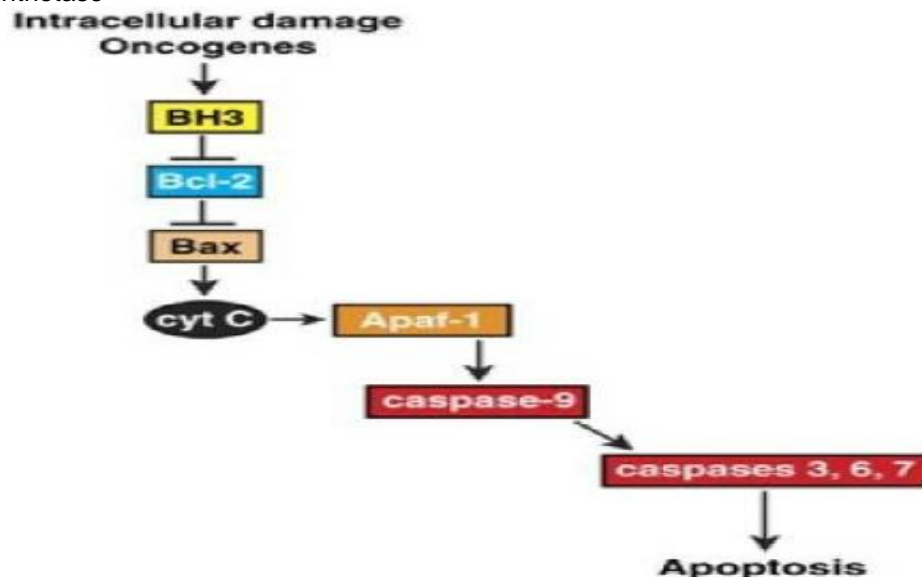 Intracellular damage
Oncogenes
BH3
Bcl-2
Bax
cyt C
Apaf-1
caspase-9
caspases 3, 6, 7
Apoptosis